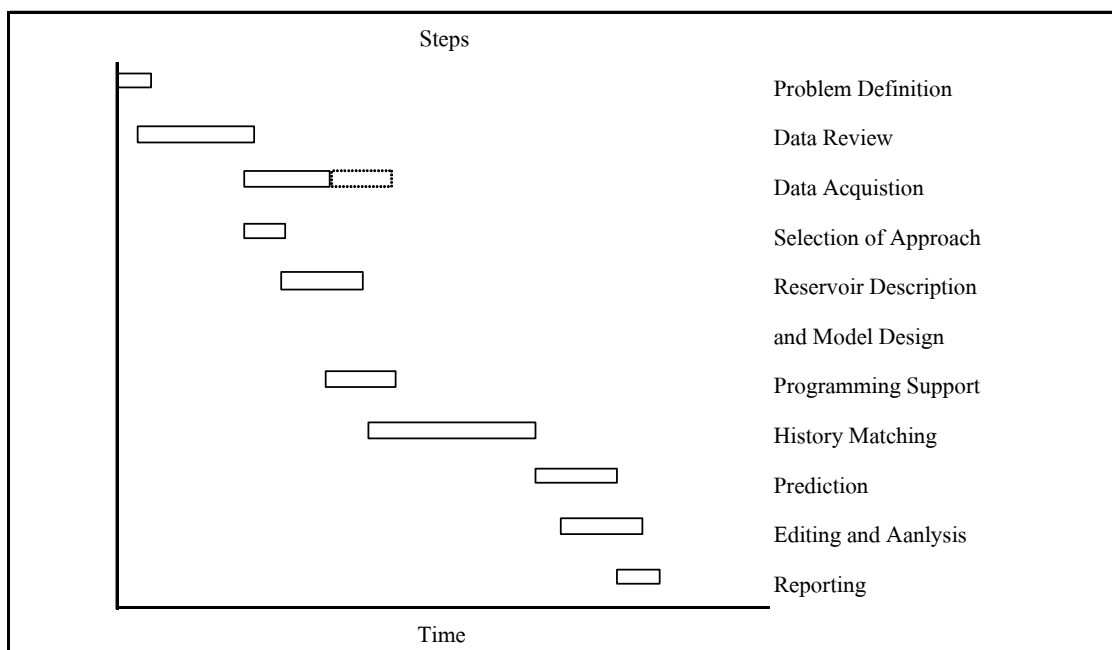 Steps
Problem Definition
Data Review
Data Acquistion
Selection of Approach
Reservoir Description
and Model Design
Programming Support
History Matching
Prediction
Editing and Aanlysis
Reporting
Time